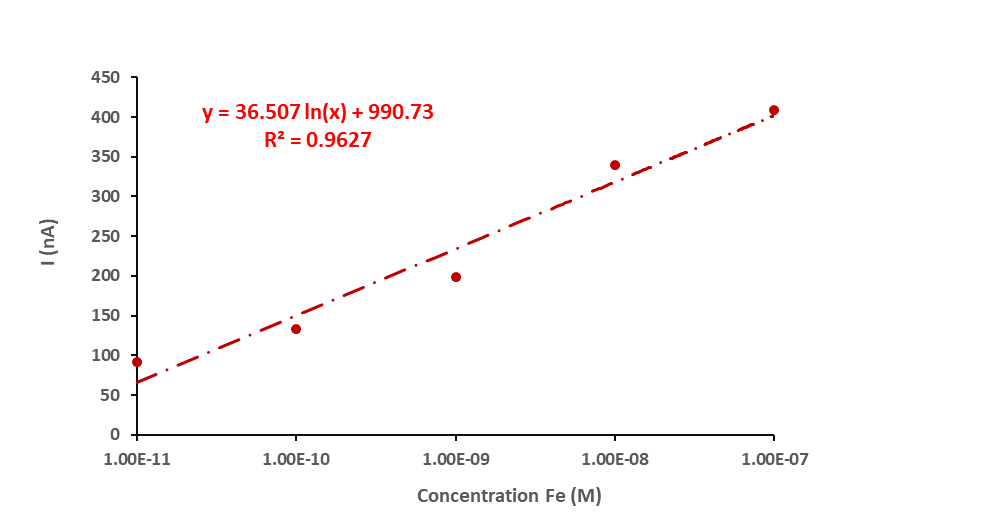 y = 36.507 ln(x) + 990.73
R² = 0.9627
450
400
350
300
250
200
150
100
50
0
I (nA)
1.00E-11 1.00E-10 1.00E-09 1.00E-08 1.00E-07
Concentration Fe (M)